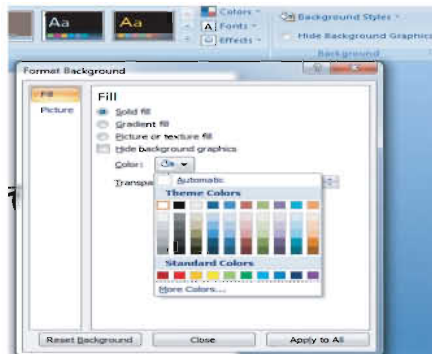 Aa
Aa
Colors
Fonts
Effects
Background Styles
Hide Background Graphics
Background
Format Background
Fill
Picture
Fill
Solid fill
Gradient fill
Picture or texture fill
Hide background graphics
Color:
Automatic
Theme Colors
Standard Colors
More Colors...
Reset Background
Close
Apply to All